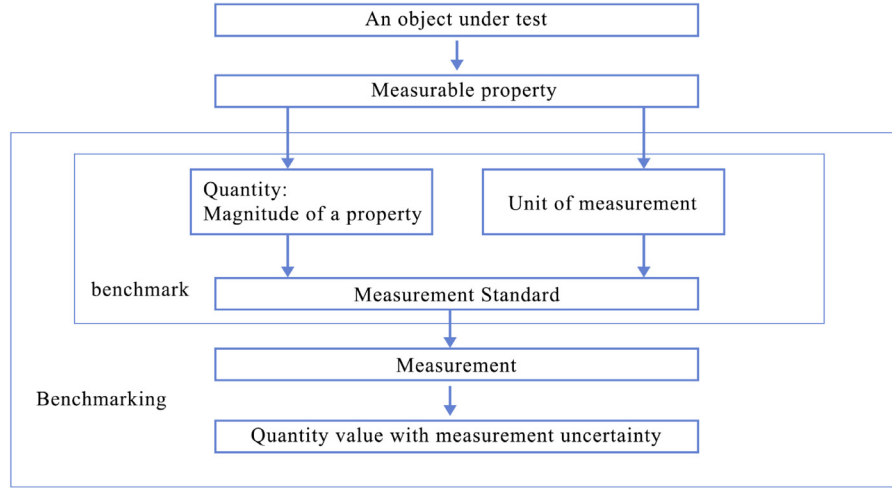 An object under test
Measurable property
Quantity:
Magnitude of a property
Unit of measurement
benchmark
Measurement Standard
Measurement
Benchmarking
Quantity value with measurement uncertainty